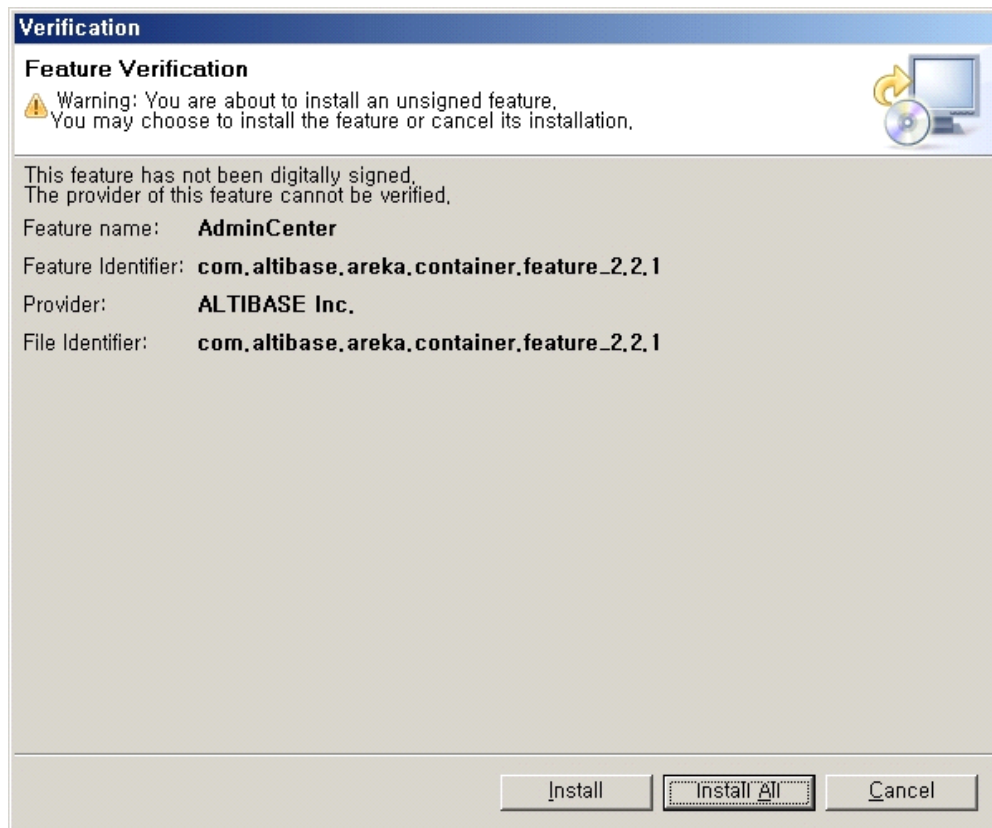 Verification
Feature Verification
Warning: You are about to install an unsigned feature.
You may choose to install the feature or cancel its installation.
This feature has not been digitally signed.
The provider of this feature cannot be verified.
Feature name: AdminCenter
Feature Identifier: com.altibase.areka.container.feature_2.2.1
Provider: ALTIBASE Inc.
File Identifier: com.altibase.areka.container.feature_2.2.1
Install Install All Cancel